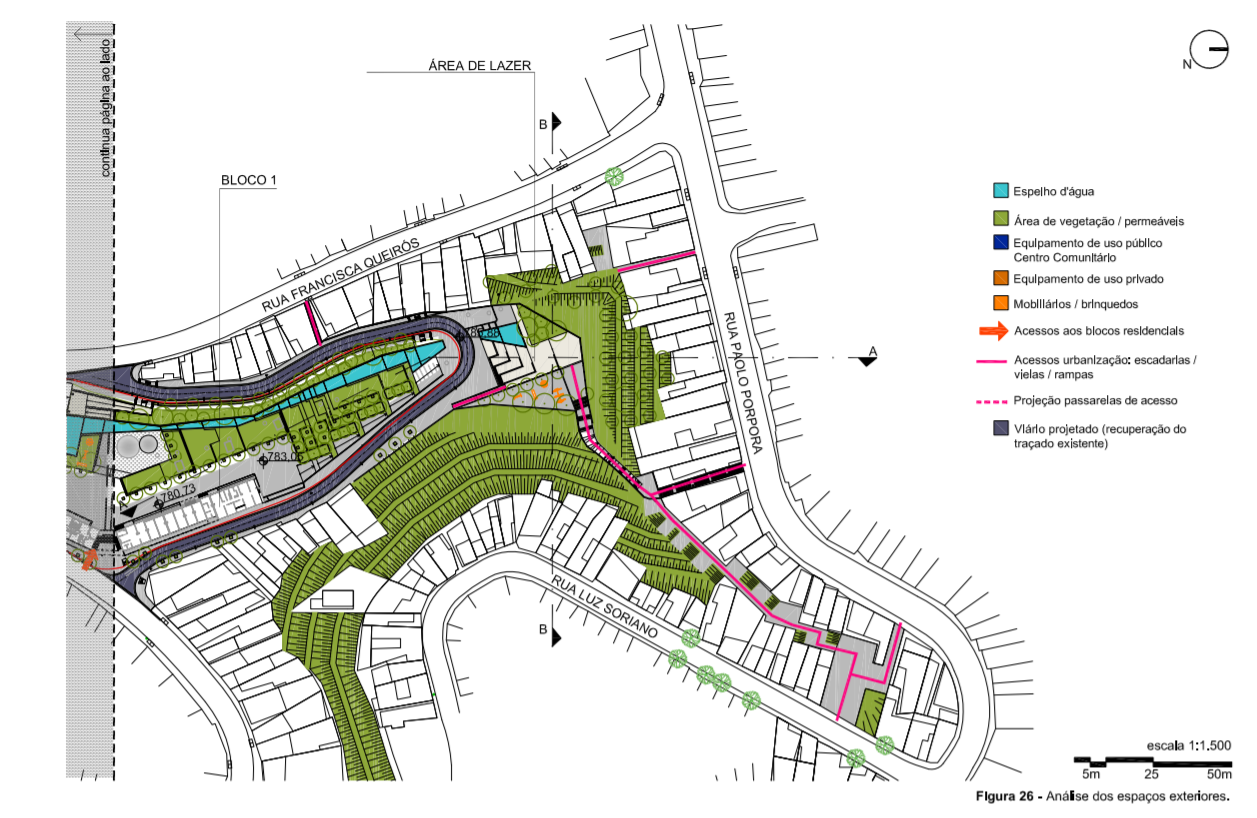 continua página ao lado
ÁREA DE LAZER
B
BLOCO 1
N
RUA FRANCISCA QUEIRÓS
RUA PAOLO PORPORA
A
783,05
780.73
RUA LUZ SORIANO
B
Espelho d'água
Área de vegetação / permeáveis
Equipamento de uso público
Centro Comunitário
Equipamento de uso privado
Mobiliários / brinquedos
Acessos aos blocos residenciais
Acessos urbanização: escadarias /
vielas / rampas
Projeção passarelas de acesso
Viário projetado (recuperação do
traçado existente)
escala 1:1.500
5m 25 50m
Figura 26 - Análise dos espaços exteriores.